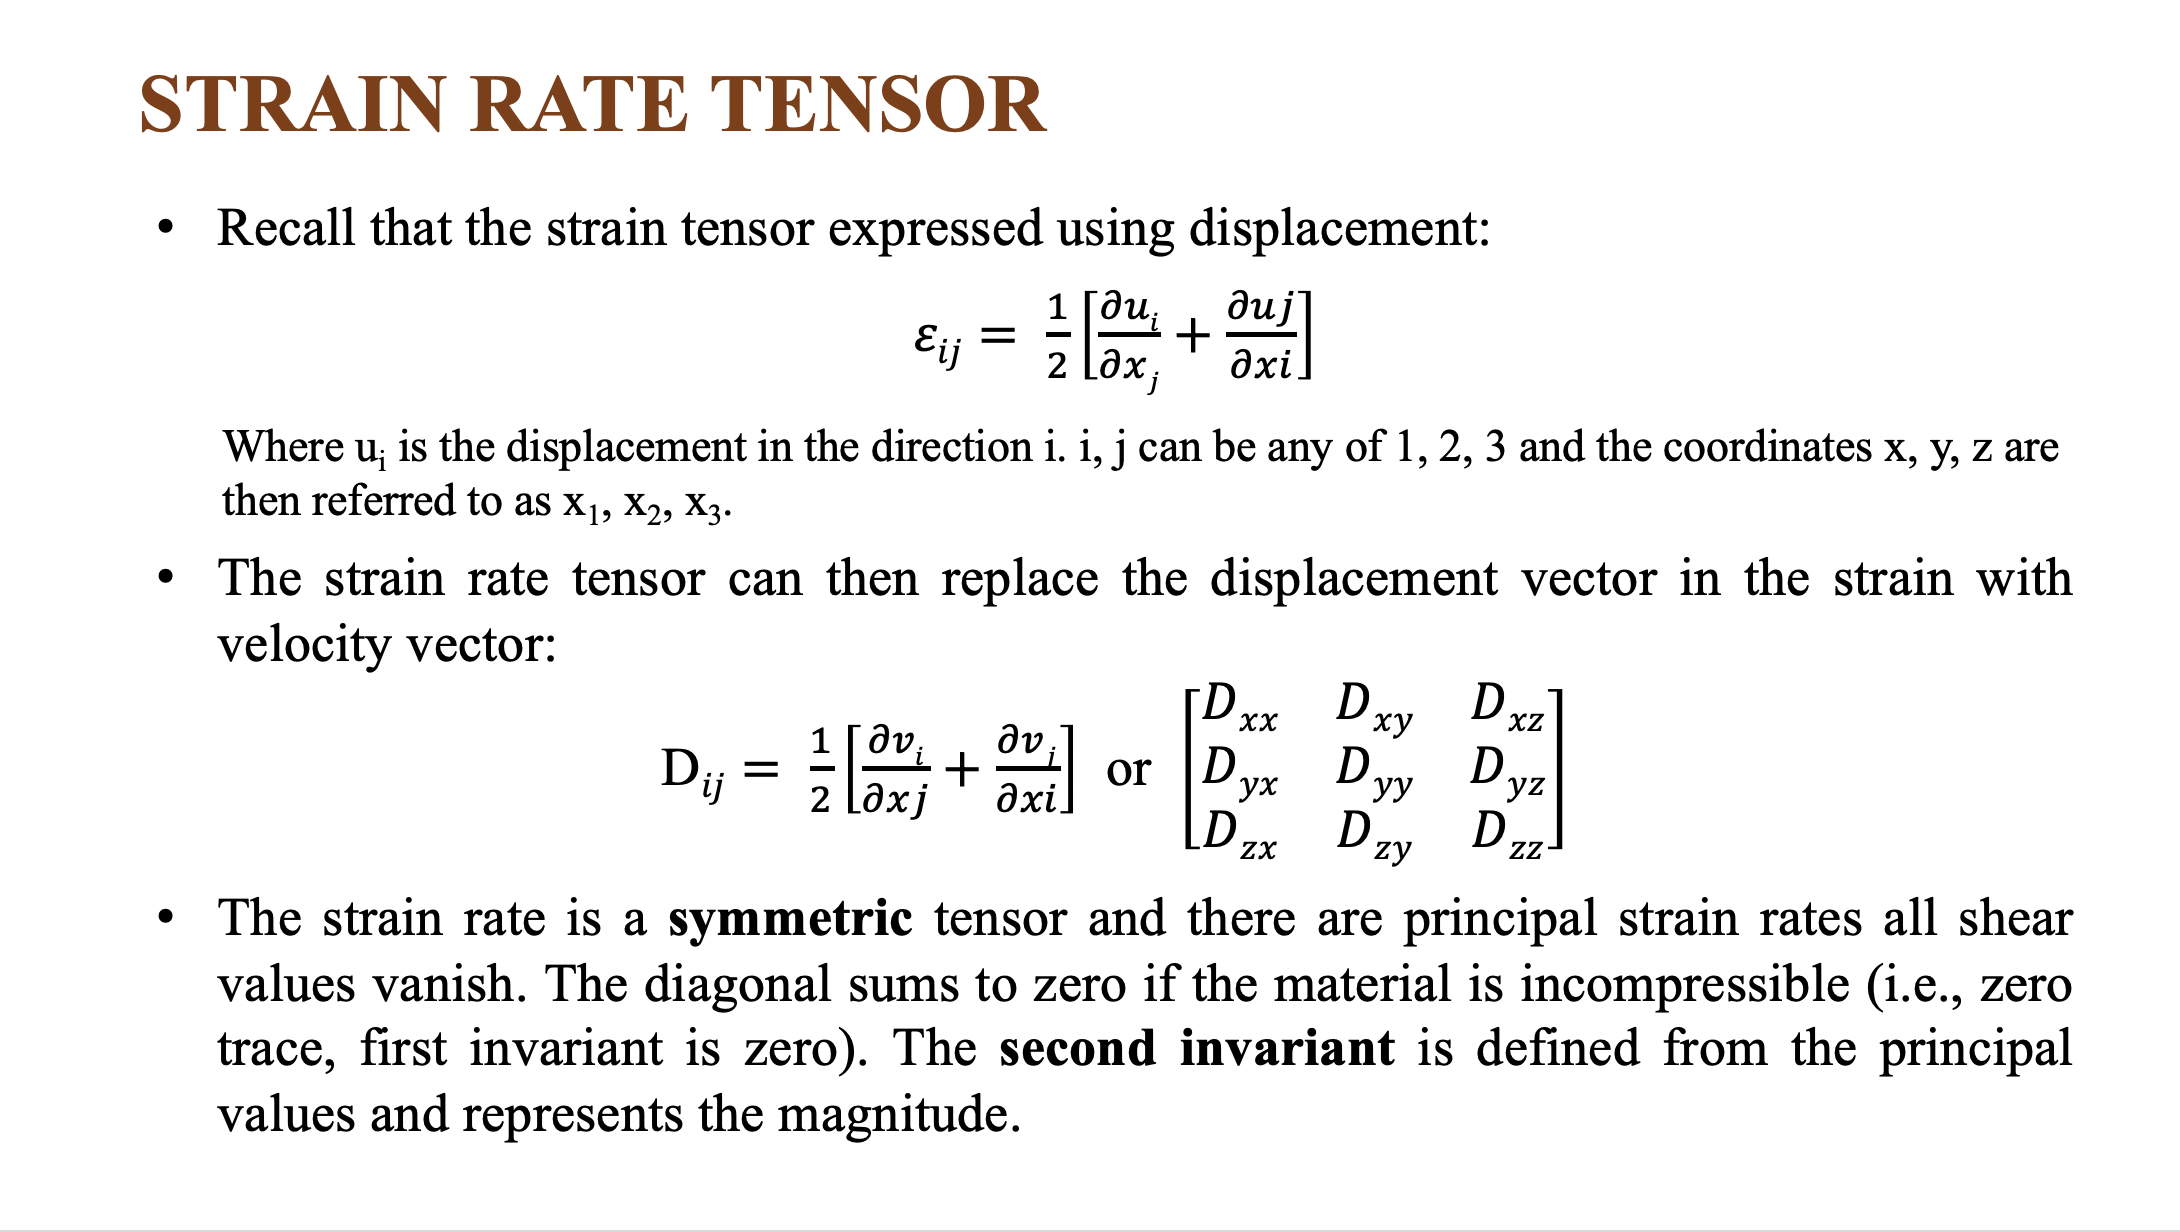 STRAIN RATE TENSOR
• Recall that the strain tensor expressed using displacement:
$\varepsilon_{ij} = \frac{1}{2}\left[\frac{\partial u_i}{\partial x_j} + \frac{\partial uj}{\partial xi}\right]$
Where u_i is the displacement in the direction i. i, j can be any of 1, 2, 3 and the coordinates x, y, z are
then referred to as x_1, x_2, x_3.
• The strain rate tensor can then replace the displacement vector in the strain with
velocity vector:
$D_{ij} = \frac{1}{2}\left[\frac{\partial v_i}{\partial xj} + \frac{\partial v_j}{\partial xi}\right]$ or $\begin{bmatrix} D_{xx} & D_{xy} & D_{xz} \\ D_{yx} & D_{yy} & D_{yz} \\ D_{zx} & D_{zy} & D_{zz} \end{bmatrix}$
• The strain rate is a symmetric tensor and there are principal strain rates all shear
values vanish. The diagonal sums to zero if the material is incompressible (i.e., zero
trace, first invariant is zero). The second invariant is defined from the principal
values and represents the magnitude.